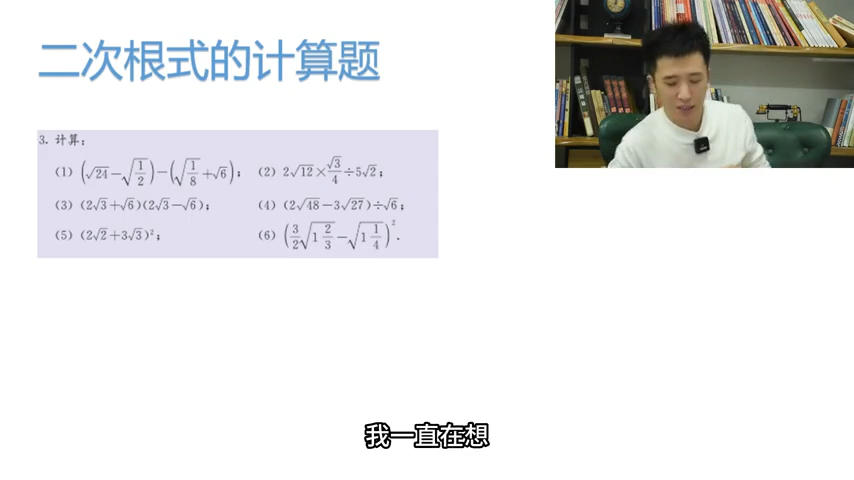 二次根式的计算题
3. 计算:
(1) (√24-√(1/2))-(√(1/8)+√6); (2) 2√12×√3/4÷5√2;
(3) (2√3+√6)(2√3-√6); (4) (2√48-3√27)÷√6;
(5) (2√2+3√3)²; (6) (3/2√(1 2/3)-√(1 1/4))².
我一直在想